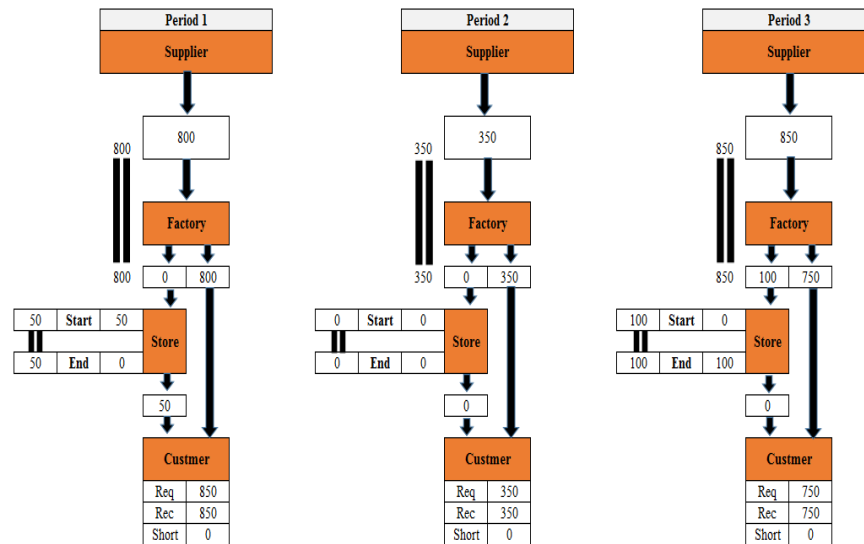 Period 1
Supplier
800
800
Factory
800
0 800
50 Start 50
Store
50 End 0
50
Custmer
Req 850
Rec 850
Short 0
Period 2
Supplier
350
350
Factory
350
0 350
0 Start 0
Store
0 End 0
0
Custmer
Req 350
Rec 350
Short 0
Period 3
Supplier
850
850
Factory
850
100 750
100 Start 0
Store
100 End 100
0
Custmer
Req 750
Rec 750
Short 0